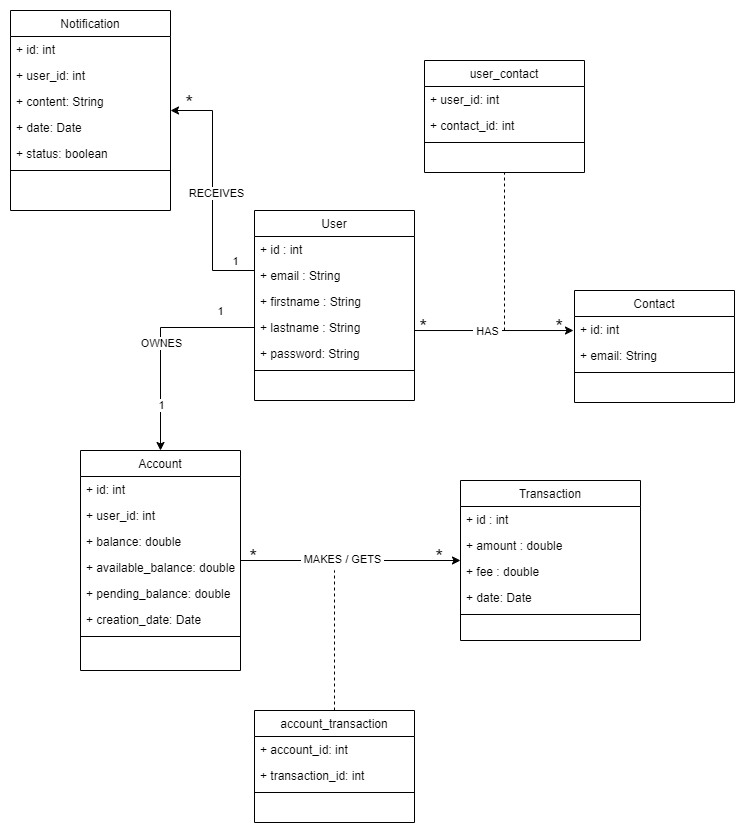 Notification
+ id: int
+ user_id: int
+ content: String
+ date: Date
+ status: boolean
*
RECEIVES
1
user_contact
+ user_id: int
+ contact_id: int
User
+ id : int
+ email : String
+ firstname : String
+ lastname : String
+ password: String
*
HAS
*
Contact
+ id: int
+ email: String
1
OWNES
1
Account
+ id: int
+ user_id: int
+ balance: double
+ available_balance: double
+ pending_balance: double
+ creation_date: Date
*
MAKES / GETS
*
Transaction
+ id : int
+ amount : double
+ fee : double
+ date: Date
account_transaction
+ account_id: int
+ transaction_id: int